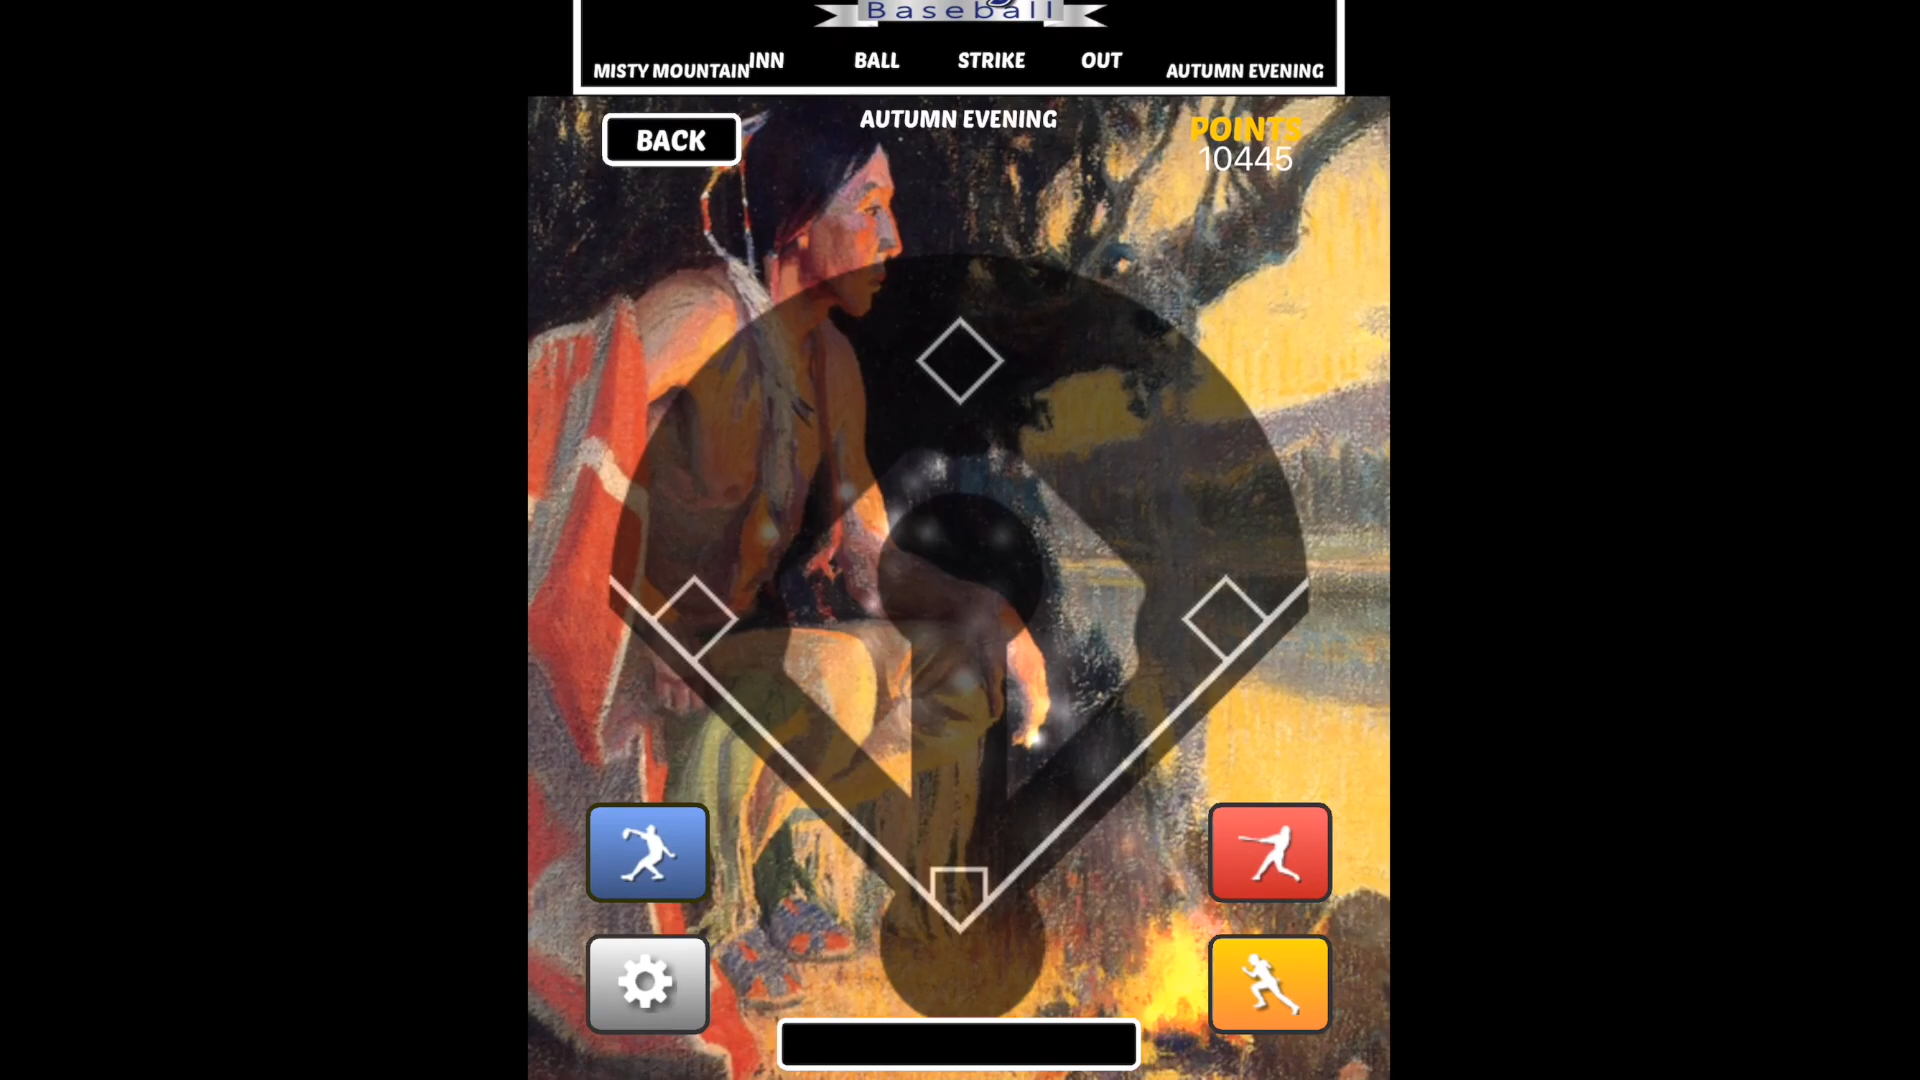 Baseball
MISTY MOUNTAIN INN BALL STRIKE OUT AUTUMN EVENING
BACK
AUTUMN EVENING
POINTS
10445